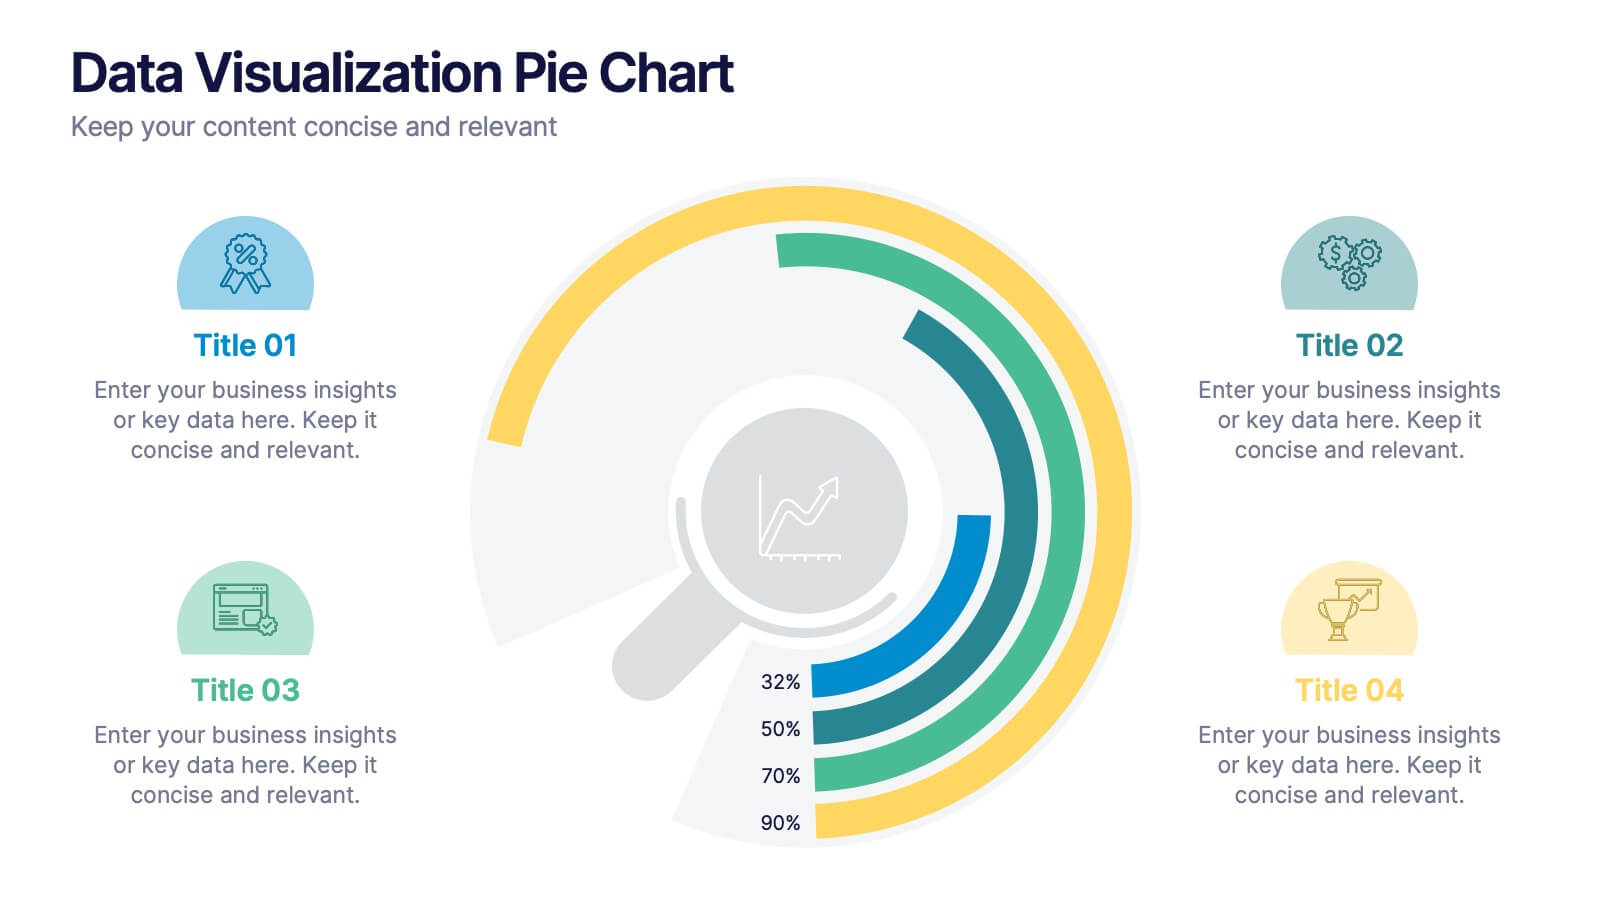 Data Visualization Pie Chart
Keep your content concise and relevant
Title 01
Enter your business insights
or key data here. Keep it
concise and relevant.
Title 02
Enter your business insights
or key data here. Keep it
concise and relevant.
Title 03
Enter your business insights
or key data here. Keep it
concise and relevant.
Title 04
Enter your business insights
or key data here. Keep it
concise and relevant.
32%
50%
70%
90%